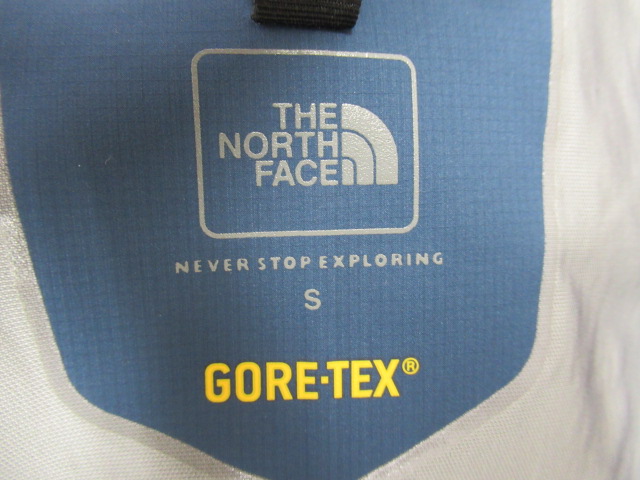 THE
NORTH
FACE
NEVER STOP EXPLORING
S
GORE-TEX®